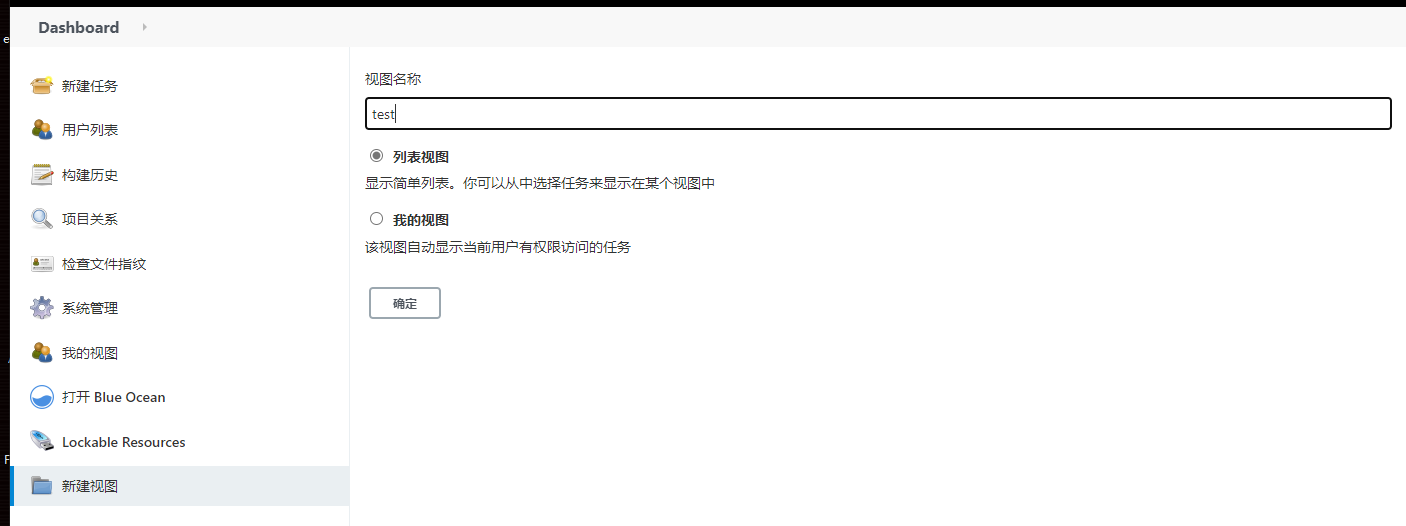 Dashboard
新建任务
用户列表
构建历史
项目关系
检查文件指纹
系统管理
我的视图
打开 Blue Ocean
Lockable Resources
新建视图
视图名称
test
列表视图
显示简单列表。你可以从中选择任务来显示在某个视图中
我的视图
该视图自动显示当前用户有权限访问的任务
确定